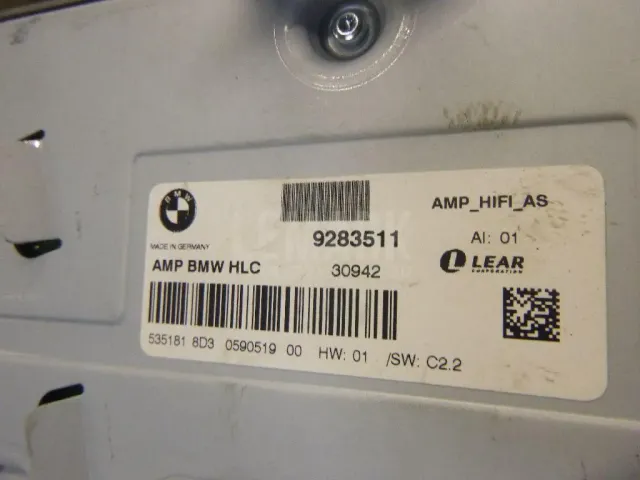 BMW
AMP_HIFI_AS
9283511
AI: 01
MADE IN GERMANY
AMP BMW HLC
30942
LEAR
CORPORATION
535181 8D3 0590519 00 HW: 01 /SW: C2.2